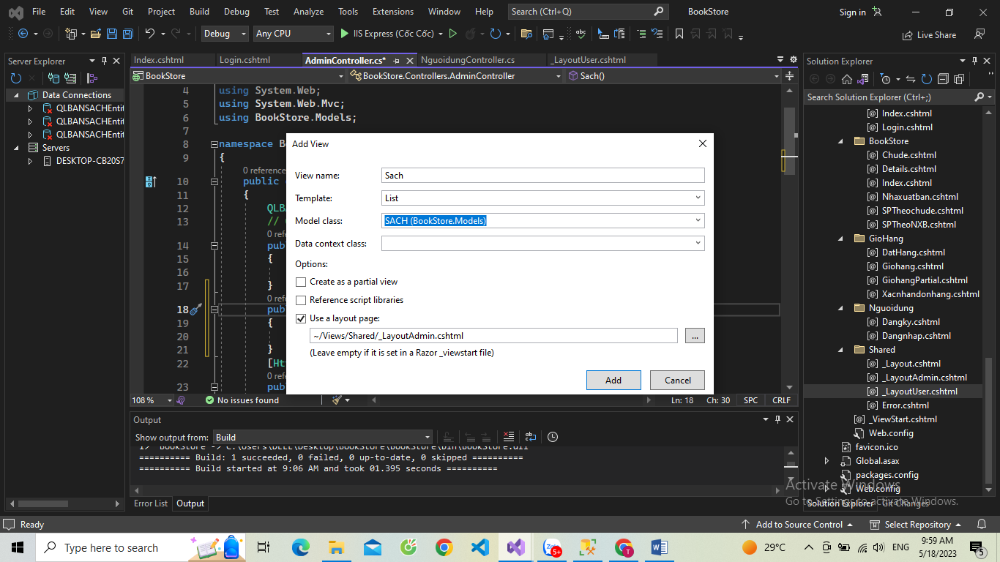 File Edit View Git Project Build Debug Test Analyze Tools Extensions Window Help Search (Ctrl+Q) BookStore Sign in
Debug Any CPU IIS Express (Cốc Cốc) Live Share
Server Explorer
Data Connections
QLBANSACHEntit
QLBANSACHEntit
QLBANSACHEntit
Servers
DESKTOP-CB20S7
Index.cshtml Login.cshtml AdminController.cs* NguoidungController.cs _LayoutUser.cshtml
BookStore BookStore.Controllers.AdminController Sach()
4 using System.Web;
5 using System.Web.Mvc;
6 using BookStore.Models;
7
8 namespace B
9 {
0 reference
10 public
11 {
12 QLB
13 //
0 refe
14 pub
15 {
16
17 }
0 refe
18 pub
19 {
20
21 }
22 [Ht
0 refe
23 pub
Add View
View name: Sach
Template: List
Model class: SACH (BookStore.Models)
Data context class:
Options:
Create as a partial view
Reference script libraries
Use a layout page:
~/Views/Shared/_LayoutAdmin.cshtml ...
(Leave empty if it is set in a Razor _viewstart file)
Add Cancel
108 % No issues found Ln: 18 Ch: 30 SPC CRLF
Output
Show output from: Build
1> BookStore -> C:\Users\DELL\Desktop\BookStore\BookStore\bin\BookStore.dll
========== Build: 1 succeeded, 0 failed, 0 up-to-date, 0 skipped ==========
========== Build started at 9:06 AM and took 01.395 seconds ==========
Error List Output
Solution Explorer
Search Solution Explorer (Ctrl+;)
Index.cshtml
Login.cshtml
BookStore
Chude.cshtml
Details.cshtml
Index.cshtml
Nhaxuatban.cshtml
SPTheochude.cshtml
SPTheoNXB.cshtml
GioHang
DatHang.cshtml
Giohang.cshtml
GiohangPartial.cshtml
Xacnhandonhang.cshtml
Nguoidung
Dangky.cshtml
Dangnhap.cshtml
Shared
_Layout.cshtml
_LayoutAdmin.cshtml
_LayoutUser.cshtml
Error.cshtml
_ViewStart.cshtml
Web.config
favicon.ico
Global.asax
packages.config
Web.config
Solution Explorer Git Changes
Activate Windows
Go to Settings to activate Windows.
Ready Add to Source Control Select Repository
Type here to search 5+ T 29°C ENG 9:59 AM
5/18/2023 5